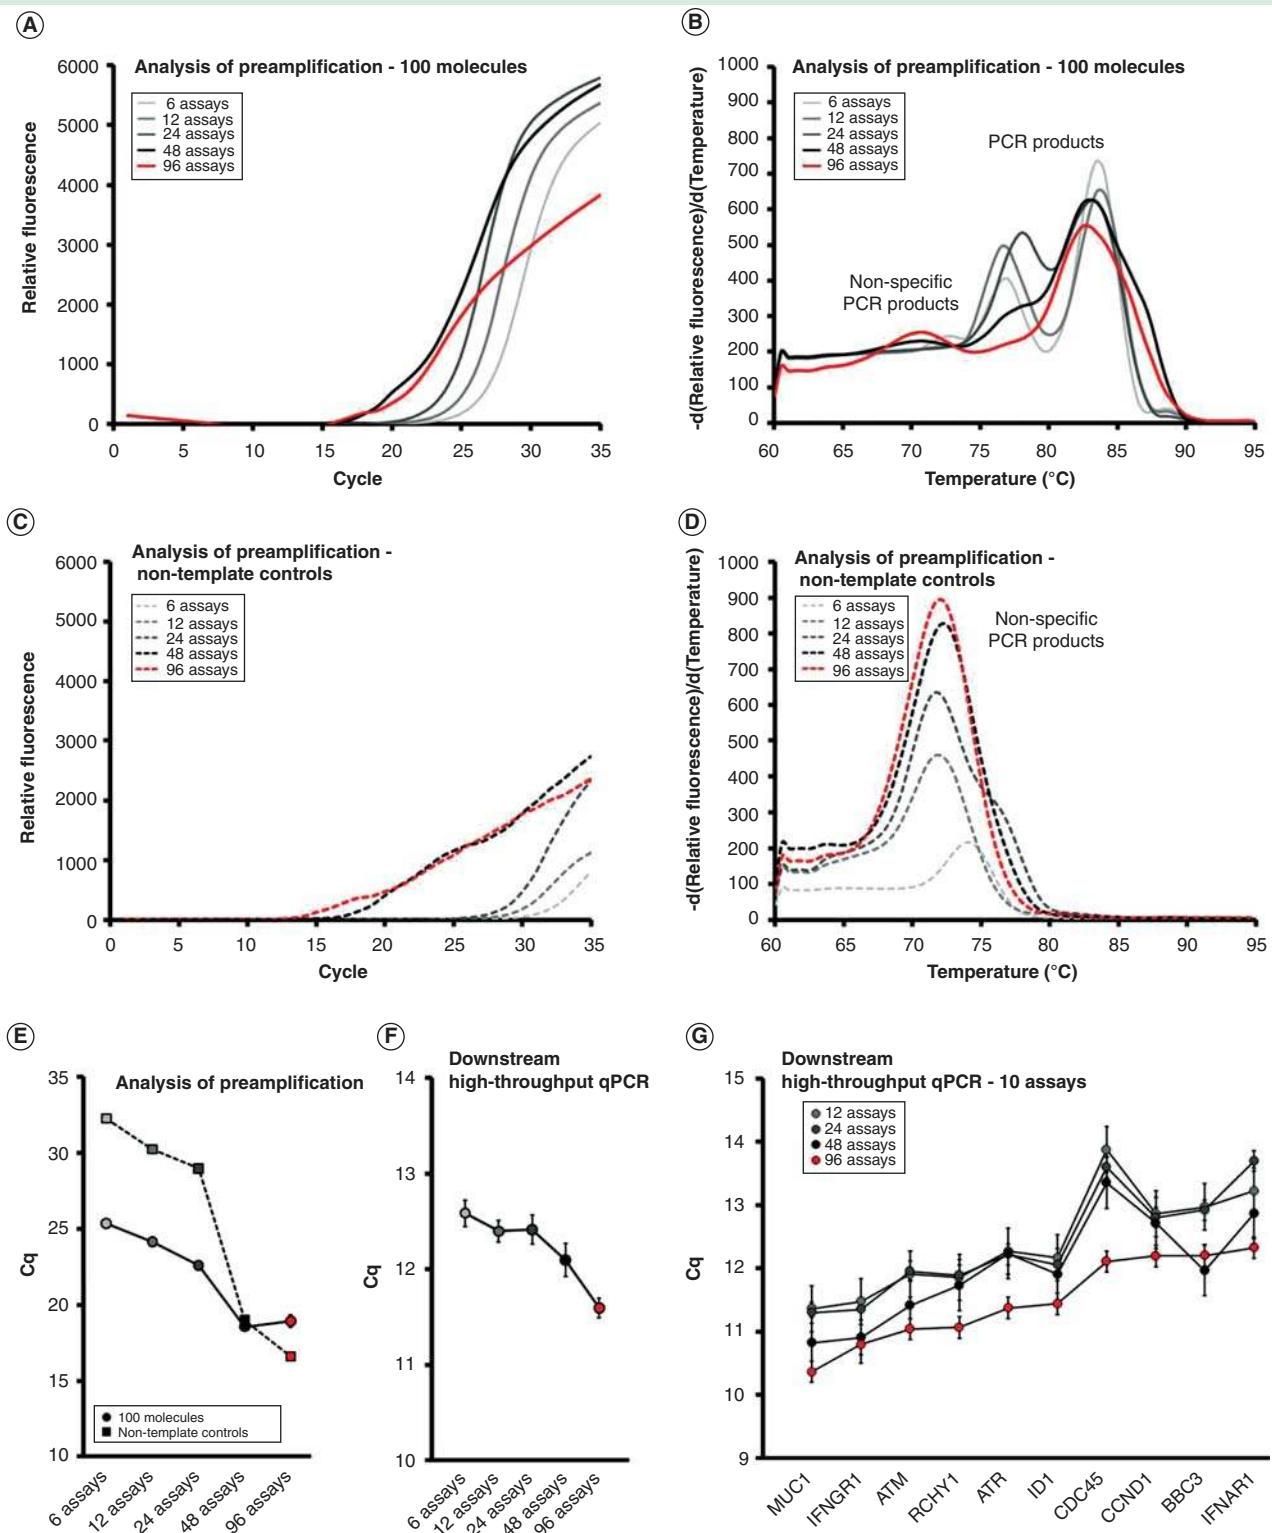 A
Analysis of preamplification - 100 molecules
6 assays
12 assays
24 assays
48 assays
96 assays
Relative fluorescence
6000
5000
4000
3000
2000
1000
0
0 5 10 15 20 25 30 35
Cycle
B
Analysis of preamplification - 100 molecules
6 assays
12 assays
24 assays
48 assays
96 assays
PCR products
Non-specific
PCR products
-d(Relative fluorescence)/d(Temperature)
1000
900
800
700
600
500
400
300
200
100
0
60 65 70 75 80 85 90 95
Temperature (°C)
C
Analysis of preamplification -
non-template controls
6 assays
12 assays
24 assays
48 assays
96 assays
Relative fluorescence
6000
5000
4000
3000
2000
1000
0
0 5 10 15 20 25 30 35
Cycle
D
Analysis of preamplification -
non-template controls
6 assays
12 assays
24 assays
48 assays
96 assays
Non-specific
PCR products
-d(Relative fluorescence)/d(Temperature)
1000
900
800
700
600
500
400
300
200
100
0
60 65 70 75 80 85 90 95
Temperature (°C)
E
Analysis of preamplification
Cq
35
30
25
20
15
10
100 molecules
Non-template controls
6 assays
12 assays
24 assays
48 assays
96 assays
F
Downstream
high-throughput qPCR
Cq
14
13
12
11
10
6 assays
12 assays
24 assays
48 assays
96 assays
G
Downstream
high-throughput qPCR - 10 assays
12 assays
24 assays
48 assays
96 assays
Cq
15
14
13
12
11
10
9
MUC1
IFNGR1
ATM
RCHY1
ATR
ID1
CDC45
CCND1
BBC3
IFNAR1